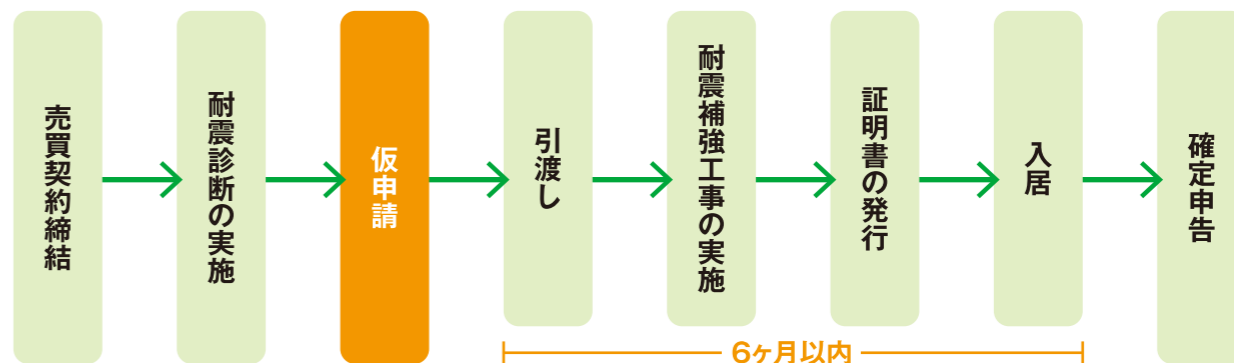 売買契約締結
耐震診断の実施
仮申請
引渡し
耐震補強工事の実施
証明書の発行
入居
確定申告
6ヶ月以内